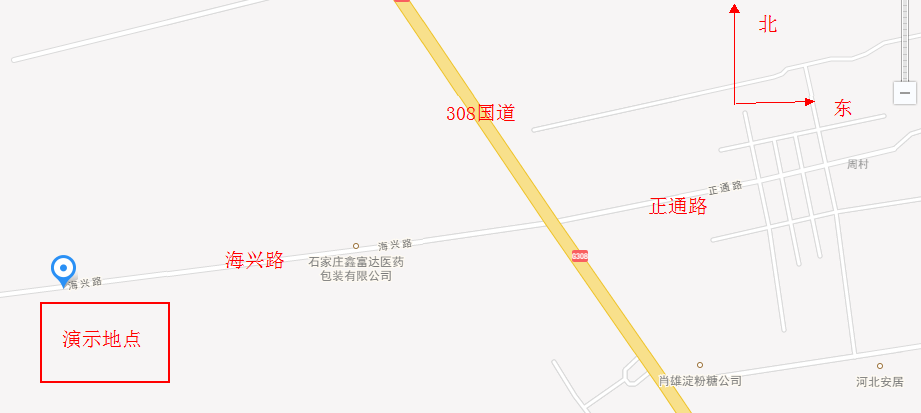 北
东
308国道
周村
正通路
正通路
海兴路
海兴路
石家庄鑫富达医药
包装有限公司
G308
海兴路
演示地点
肖雄淀粉糖公司
河北安居